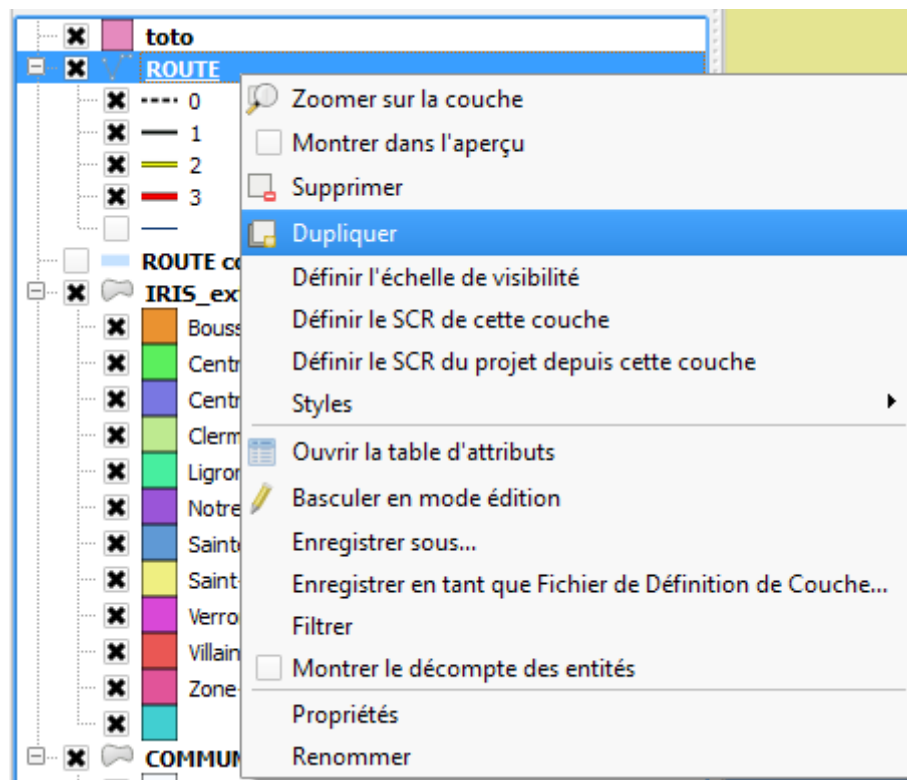 toto
ROUTE
Zoomer sur la couche
0
1
Montrer dans l'aperçu
2
Supprimer
3
Dupliquer
ROUTE
Définir l'échelle de visibilité
IRIS_ex
Définir le SCR de cette couche
Bouss
Définir le SCR du projet depuis cette couche
Centr
Centr
Styles
Clerm
Ouvrir la table d'attributs
Ligron
Basculer en mode édition
Notre
Enregistrer sous...
Sainte
Enregistrer en tant que Fichier de Définition de Couche...
Saint-
Filtrer
Verro
Villain
Montrer le décompte des entités
Zone-
Propriétés
COMMUN
Renommer